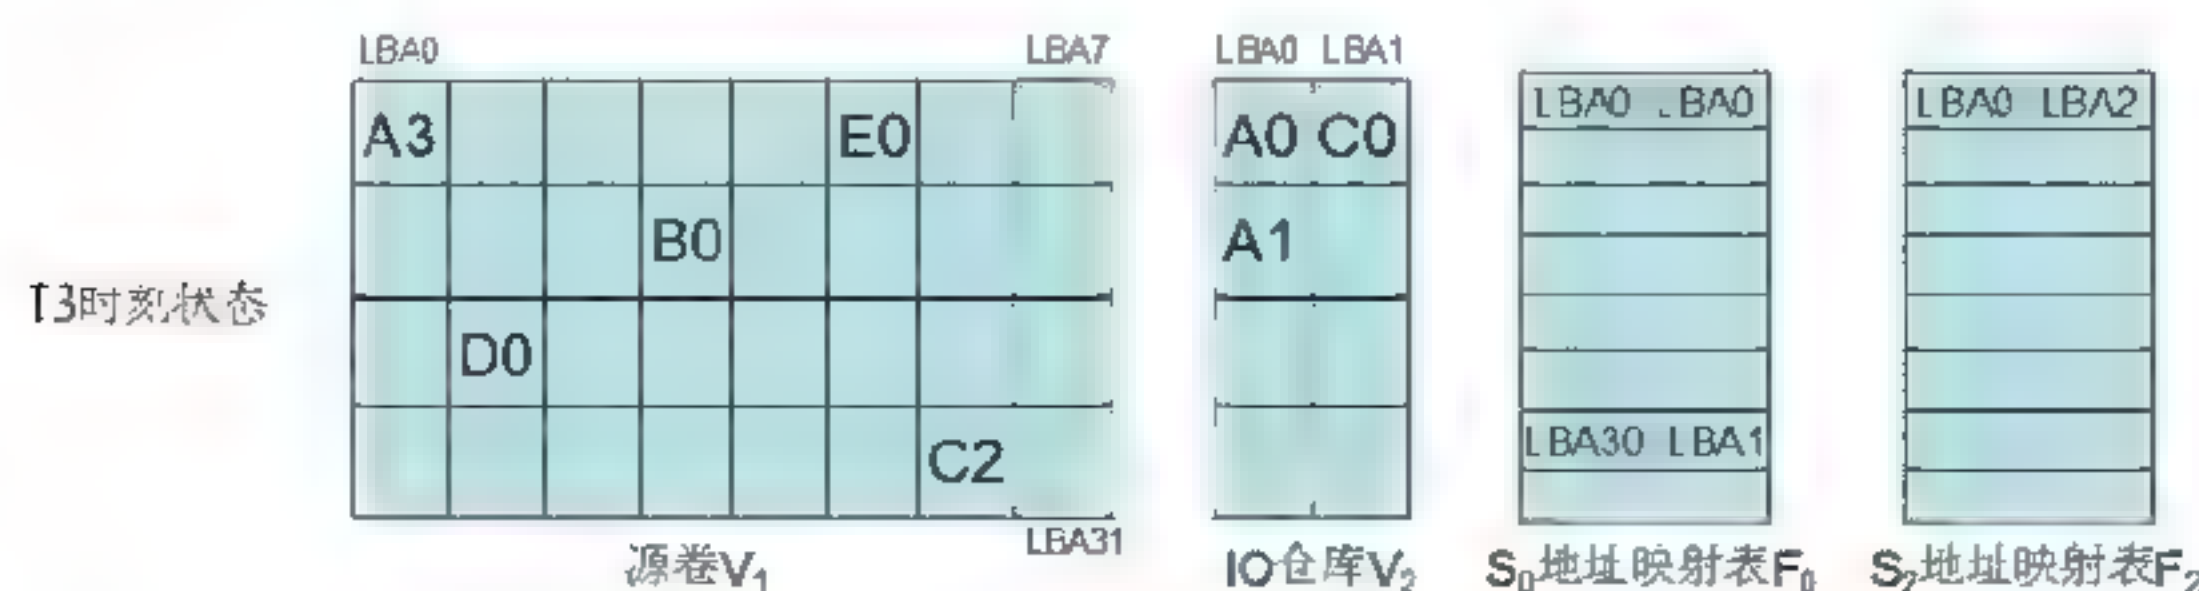 LBA0 LBA7 LBA0 LBA1
LBA0 LBA0 LBA0 LBA2
A3 E0 A0 C0
B0 A1
T3时刻状态
D0
LBA30 LBA1
C2
LBA31
源卷V₁ IO仓库V₂ S₀地址映射表F₀ S₂地址映射表F₂